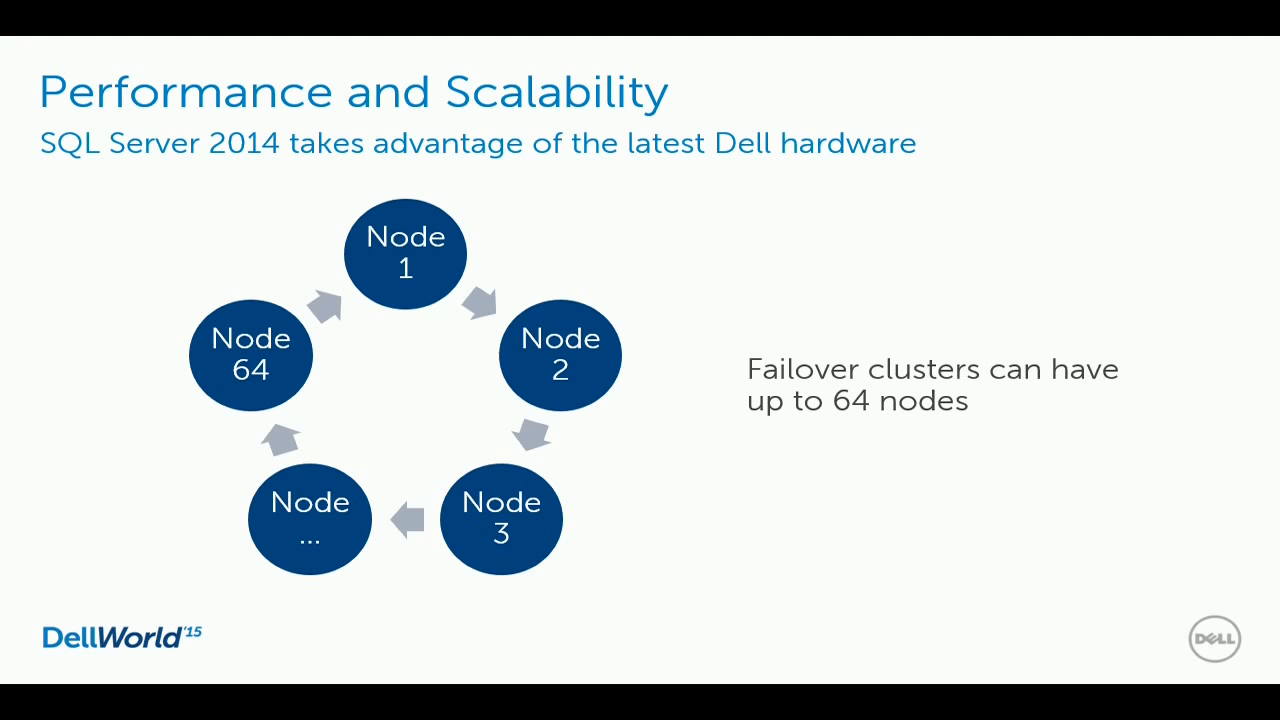 Performance and Scalability
SQL Server 2014 takes advantage of the latest Dell hardware
Node
1
Node
64
Node
2
Failover clusters can have
up to 64 nodes
Node
...
Node
3
DellWorld'15
DELL